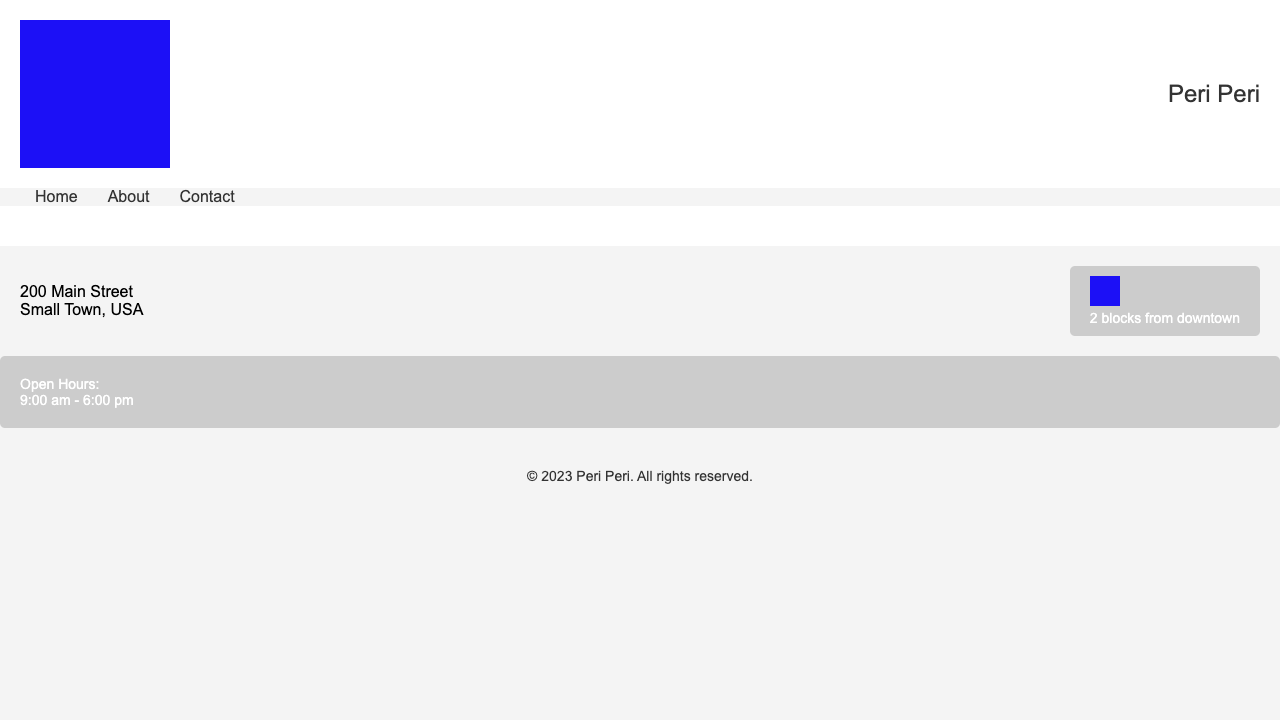 Peri Peri
Home About Contact
200 Main Street
Small Town, USA
2 blocks from downtown
Open Hours:
9:00 am - 6:00 pm
© 2023 Peri Peri. All rights reserved.